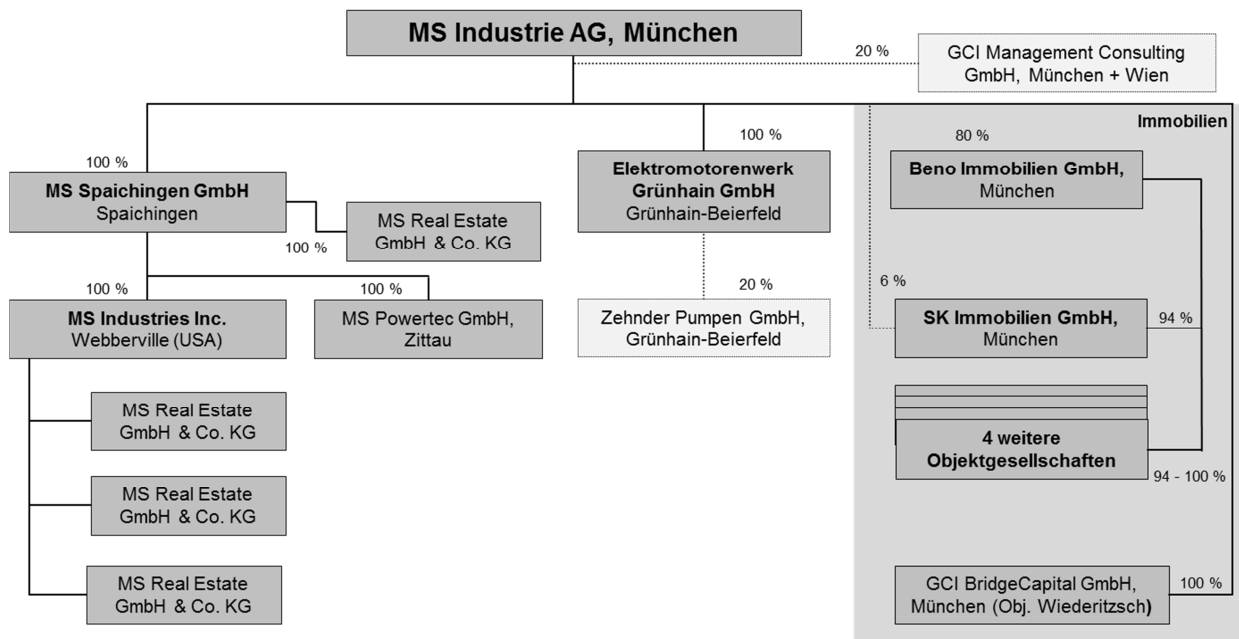 MS Industrie AG, München
20 %
GCI Management Consulting
GmbH, München + Wien
Immobilien
100 %
MS Spaichingen GmbH
Spaichingen
100 %
MS Real Estate
GmbH & Co. KG
100 %
Elektromotorenwerk
Grünhain GmbH
Grünhain-Beierfeld
80 %
Beno Immobilien GmbH,
München
100 %
MS Industries Inc.
Webberville (USA)
100 %
MS Powertec GmbH,
Zittau
20 %
Zehnder Pumpen GmbH,
Grünhain-Beierfeld
6 %
SK Immobilien GmbH,
München
94 %
MS Real Estate
GmbH & Co. KG
4 weitere
Objektgesellschaften
94 - 100 %
MS Real Estate
GmbH & Co. KG
MS Real Estate
GmbH & Co. KG
GCI BridgeCapital GmbH,
München (Obj. Wiederitzsch)
100 %